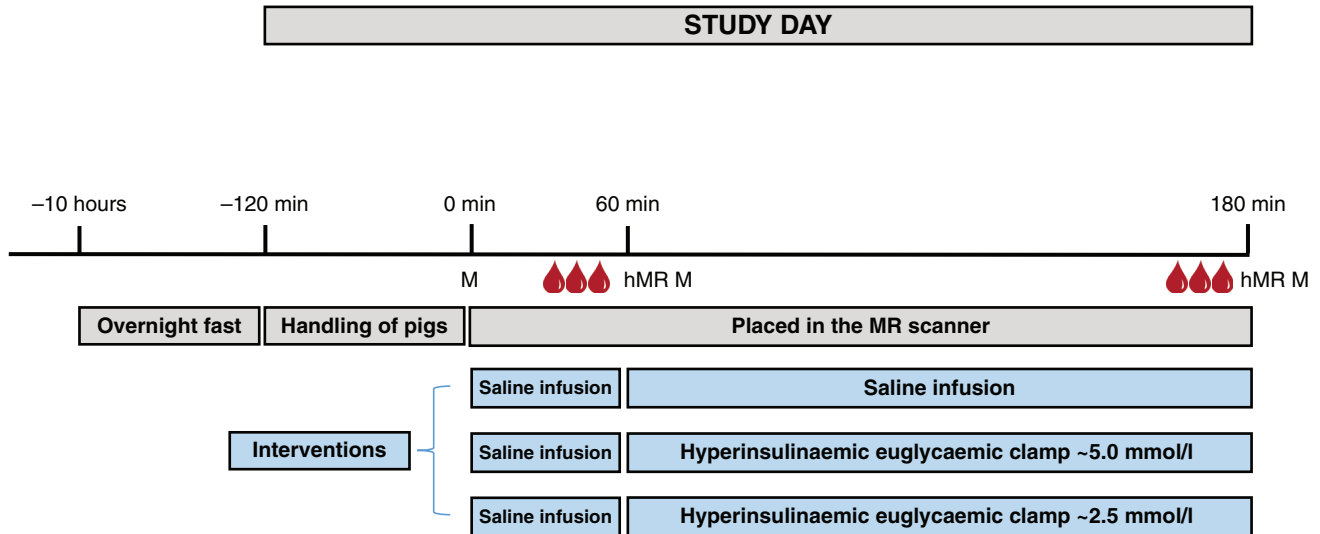 STUDY DAY
–10 hours –120 min 0 min 60 min 180 min
M hMR M hMR M
Overnight fast Handling of pigs Placed in the MR scanner
Saline infusion Saline infusion
Interventions Saline infusion Hyperinsulinaemic euglycaemic clamp ~5.0 mmol/l
Saline infusion Hyperinsulinaemic euglycaemic clamp ~2.5 mmol/l